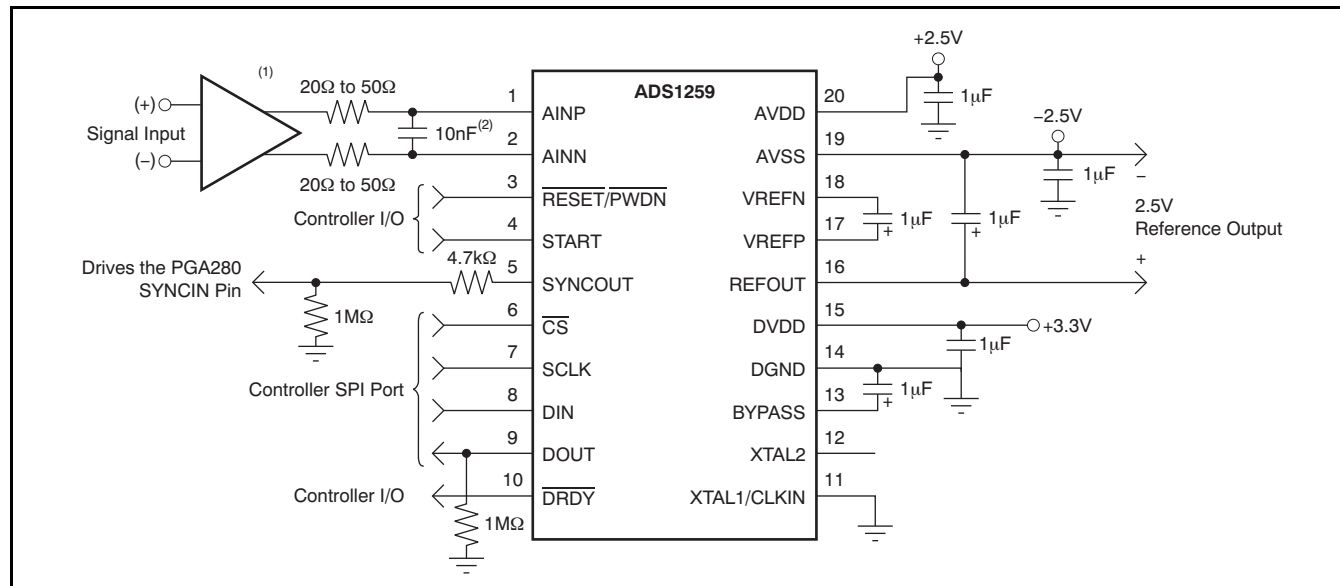 (1)
20Ω to 50Ω
(+)
Signal Input
(−)
10nF(2)
20Ω to 50Ω
Controller I/O
4.7kΩ
Drives the PGA280
SYNCIN Pin
1MΩ
Controller SPI Port
Controller I/O
1MΩ
ADS1259
1 AINP
2 AINN
3 RESET/PWDN
4 START
5 SYNCOUT
6 CS
7 SCLK
8 DIN
9 DOUT
10 DRDY
AVDD 20
AVSS 19
VREFN 18
VREFP 17
REFOUT 16
DVDD 15
DGND 14
BYPASS 13
XTAL2 12
XTAL1/CLKIN 11
+2.5V
1μF
−2.5V
1μF
−
1μF
+
1μF
+
2.5V
Reference Output
+
+3.3V
1μF
1μF
+